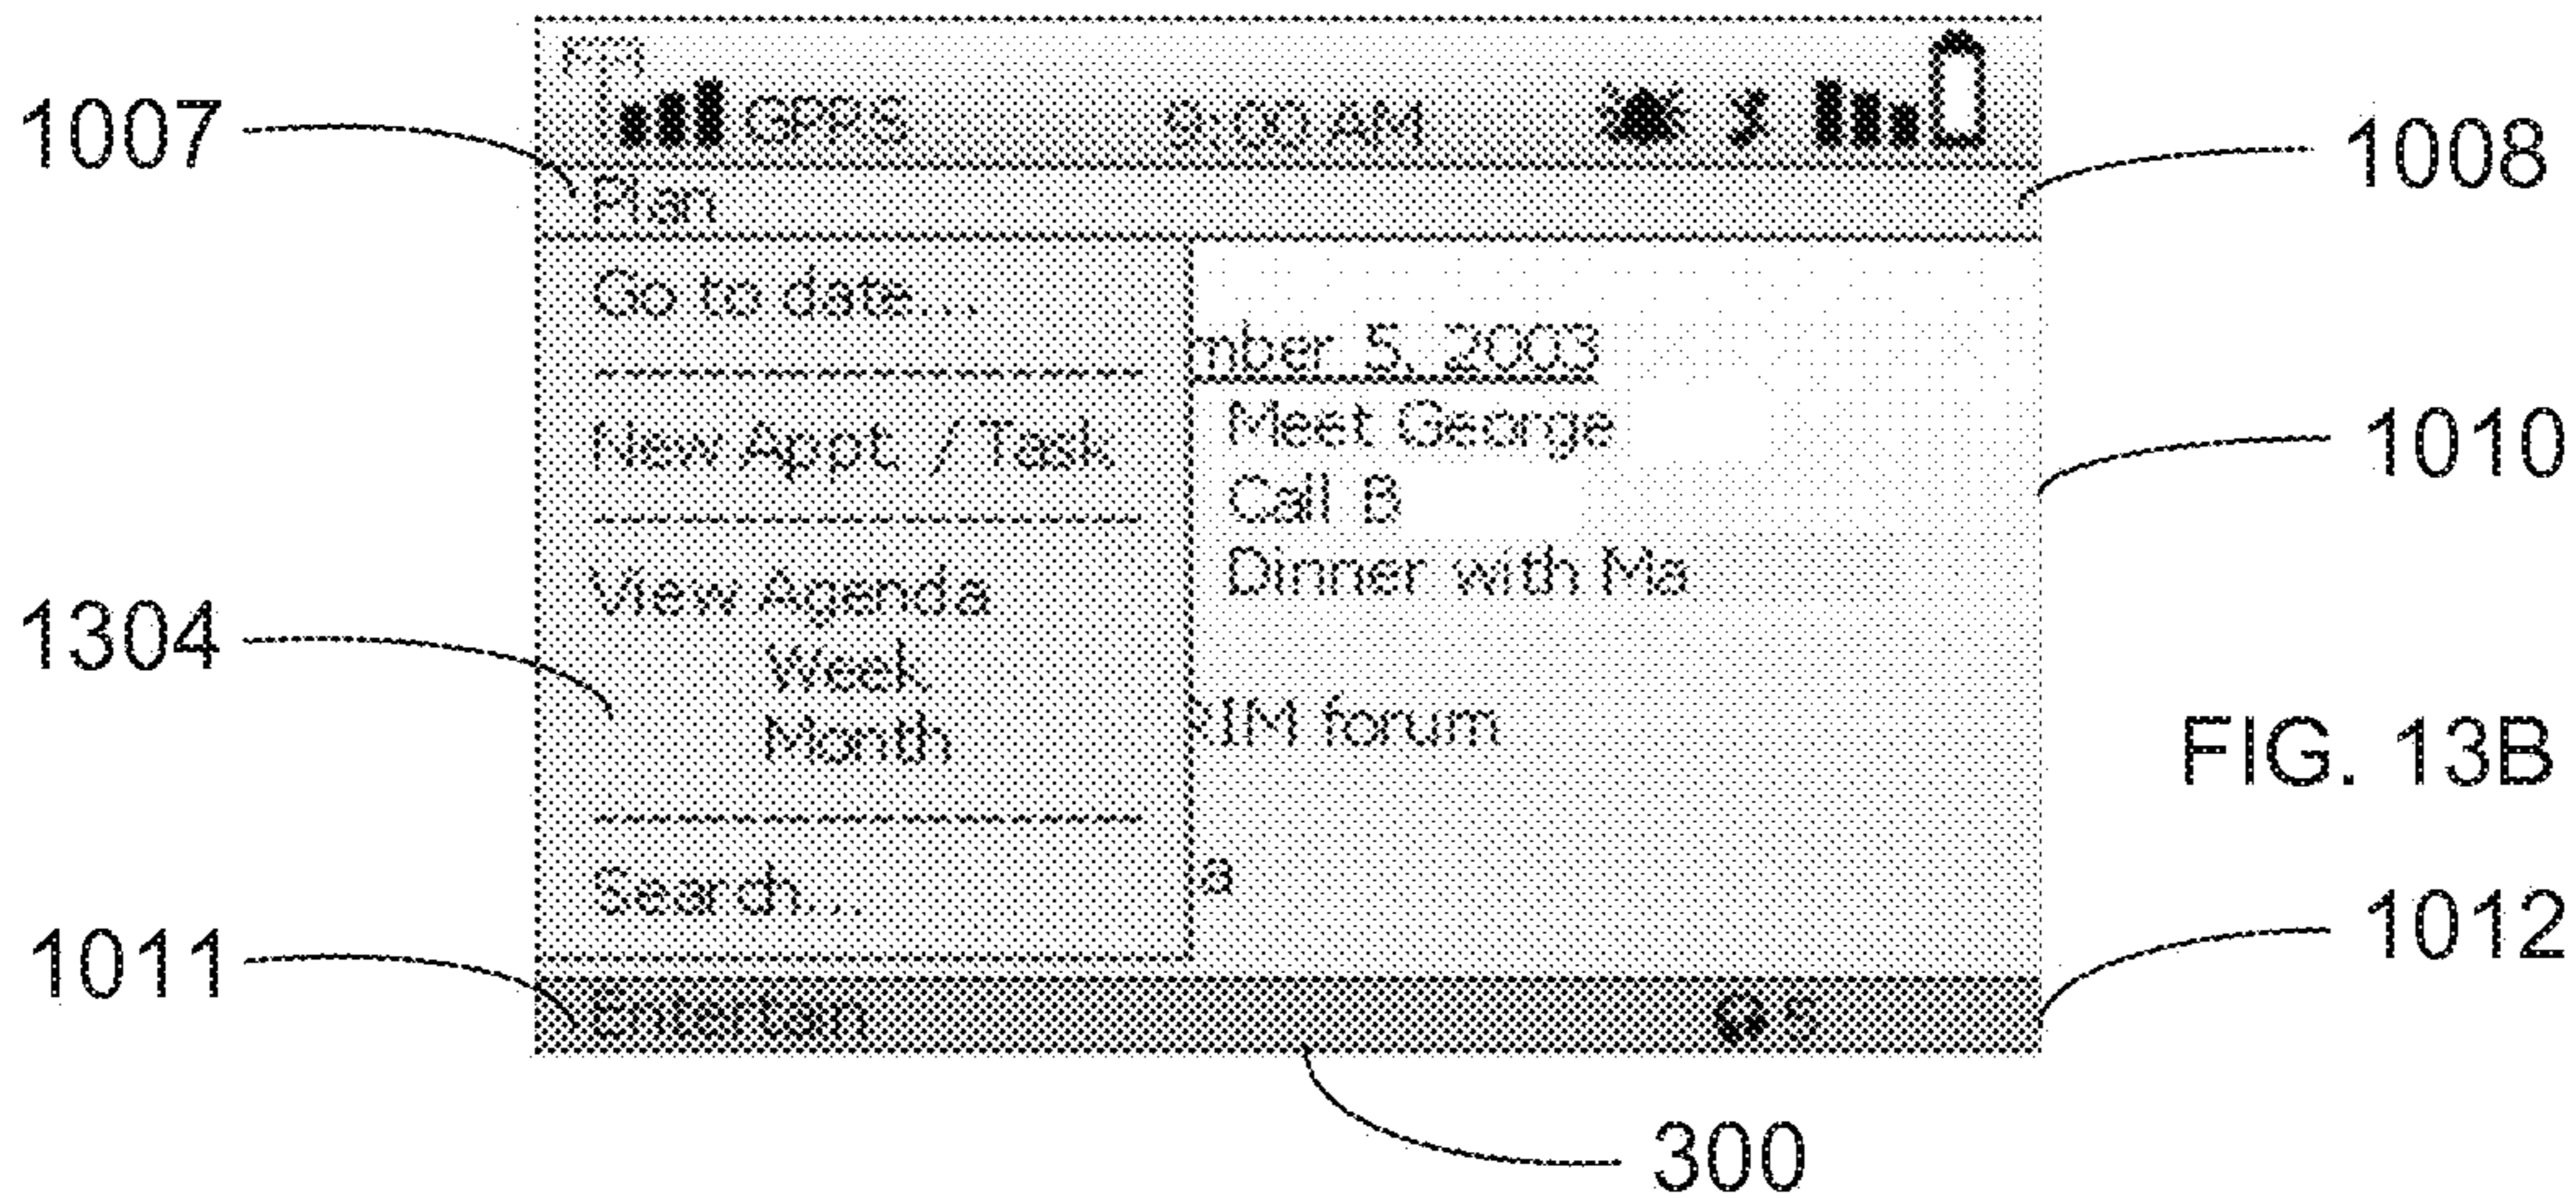 GPRS 9:00 AM
1007
1008
Plan
Go to date...
mber 5, 2003
New Appt / Task
Meet George
Call B
1010
View Agenda
Dinner with Ma
1304
Week
Month
RIM forum
FIG. 13B
Search...
a
1011
1012
Entertain
S
300